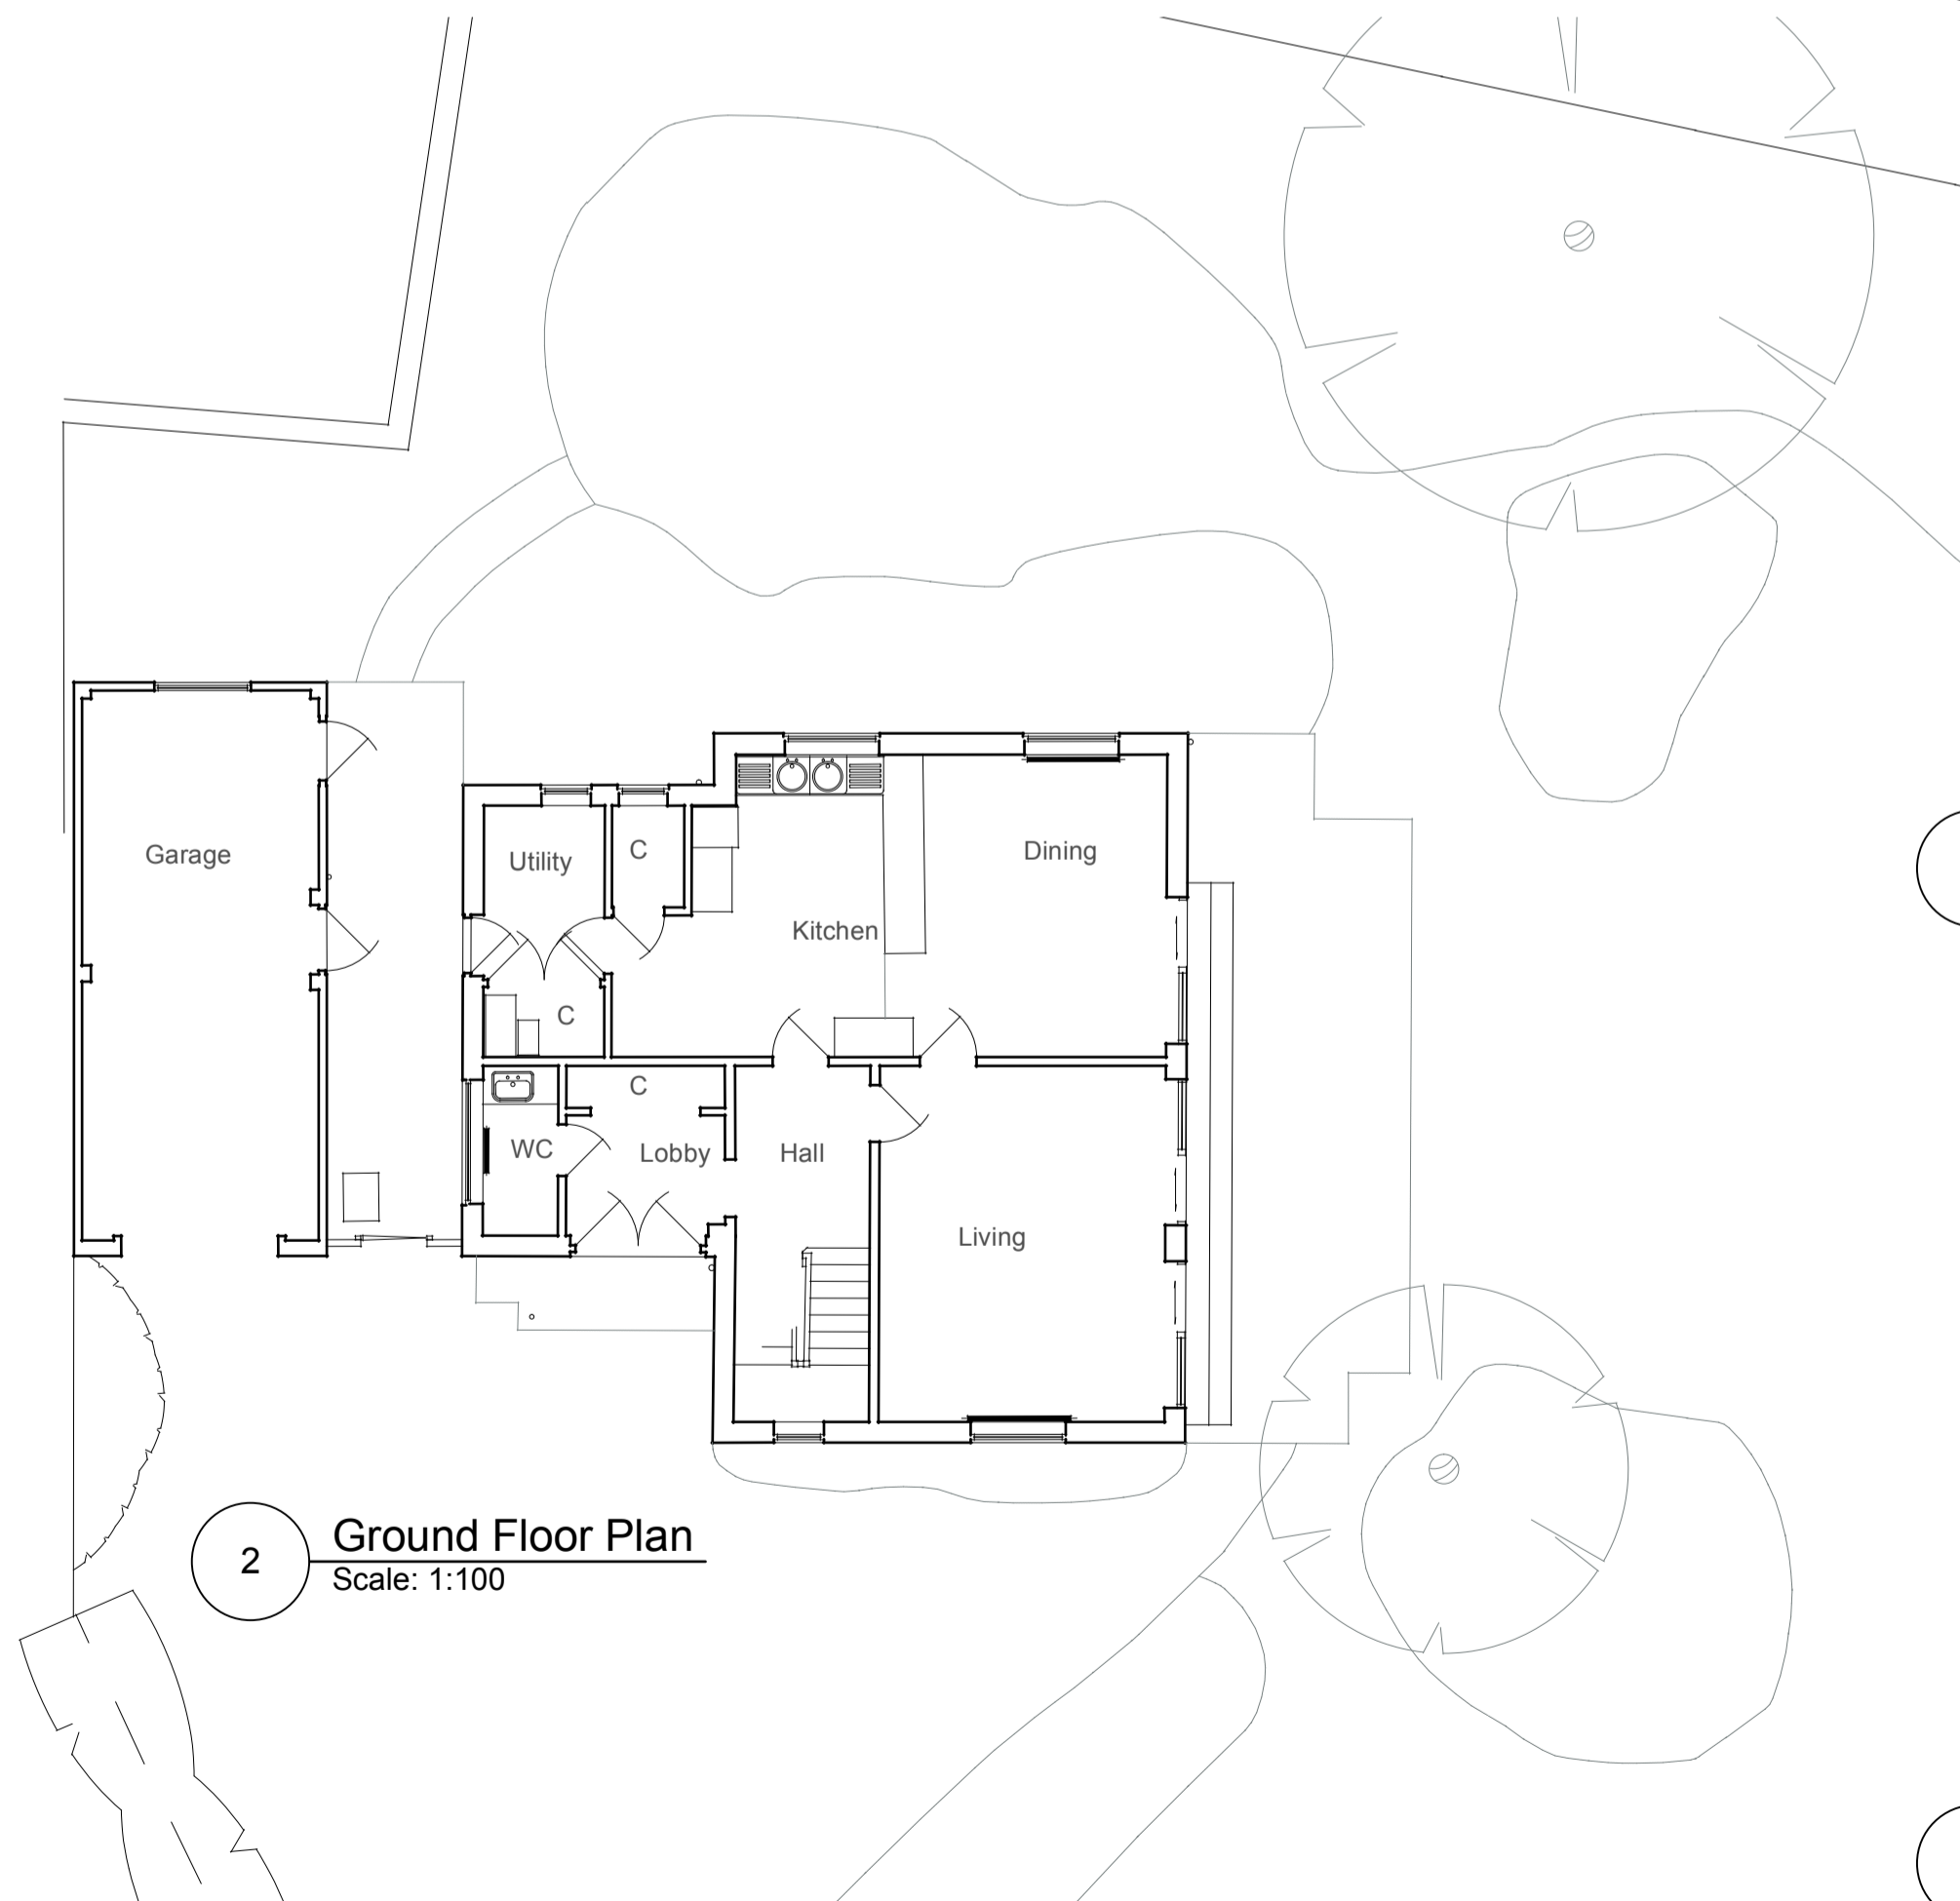 Garage
Utility
C
Dining
Kitchen
C
C
WC
Lobby
Hall
Living
2
Ground Floor Plan
Scale: 1:100